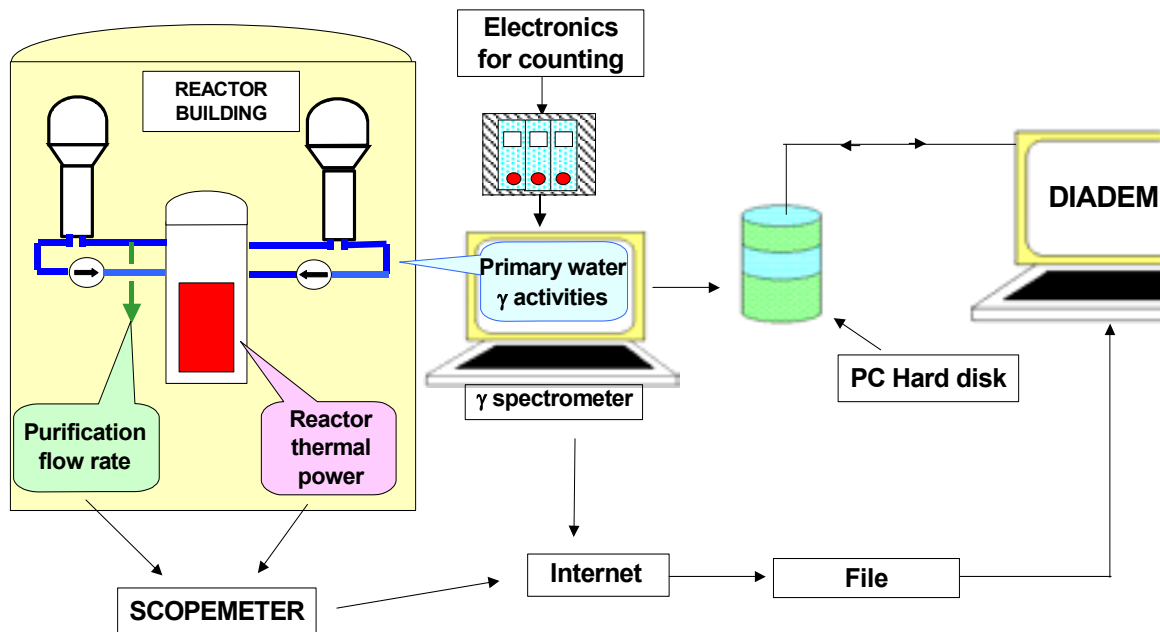 Electronics
for counting
REACTOR
BUILDING
DIADEM
Primary water
γ activities
PC Hard disk
γ spectrometer
Purification
flow rate
Reactor
thermal
power
Internet
File
SCOPEMETER